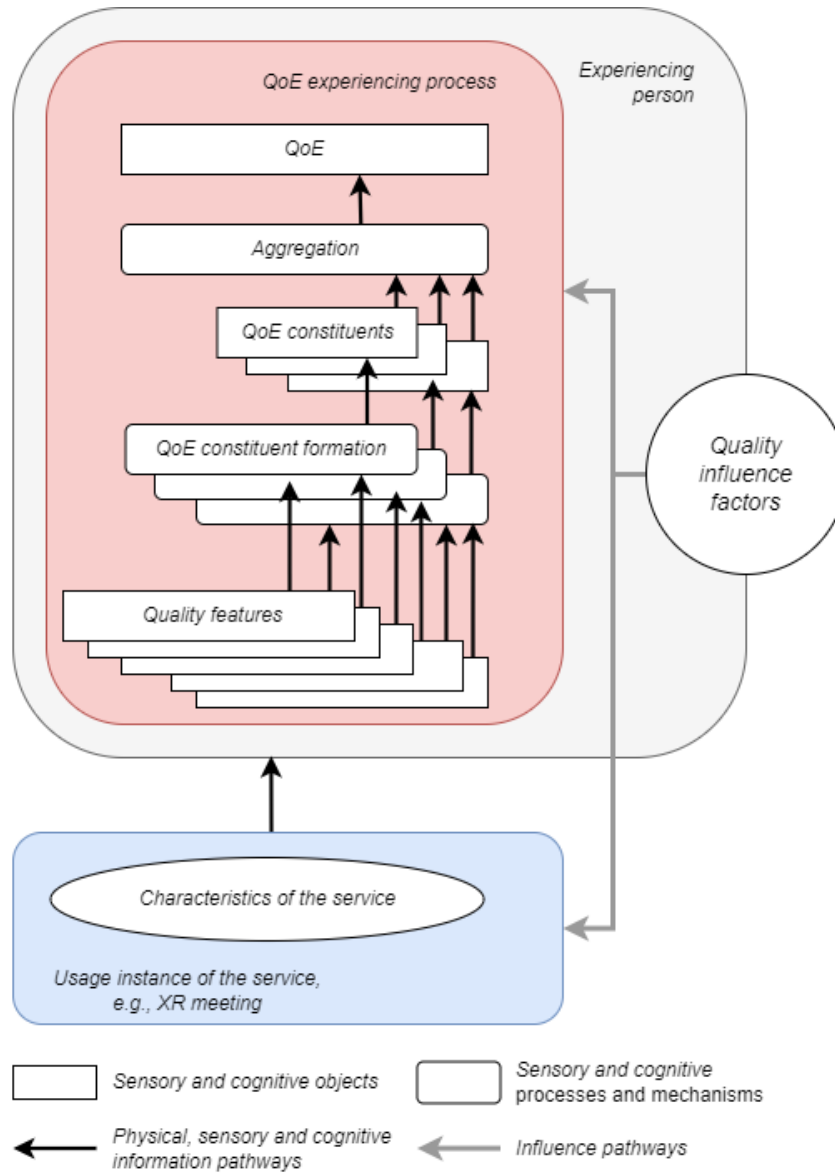 QoE experiencing process
Experiencing
person
QoE
Aggregation
QoE constituents
QoE constituent formation
Quality
influence
factors
Quality features
Characteristics of the service
Usage instance of the service,
e.g., XR meeting
Sensory and cognitive objects
Sensory and cognitive
processes and mechanisms
Physical, sensory and cognitive
information pathways
Influence pathways